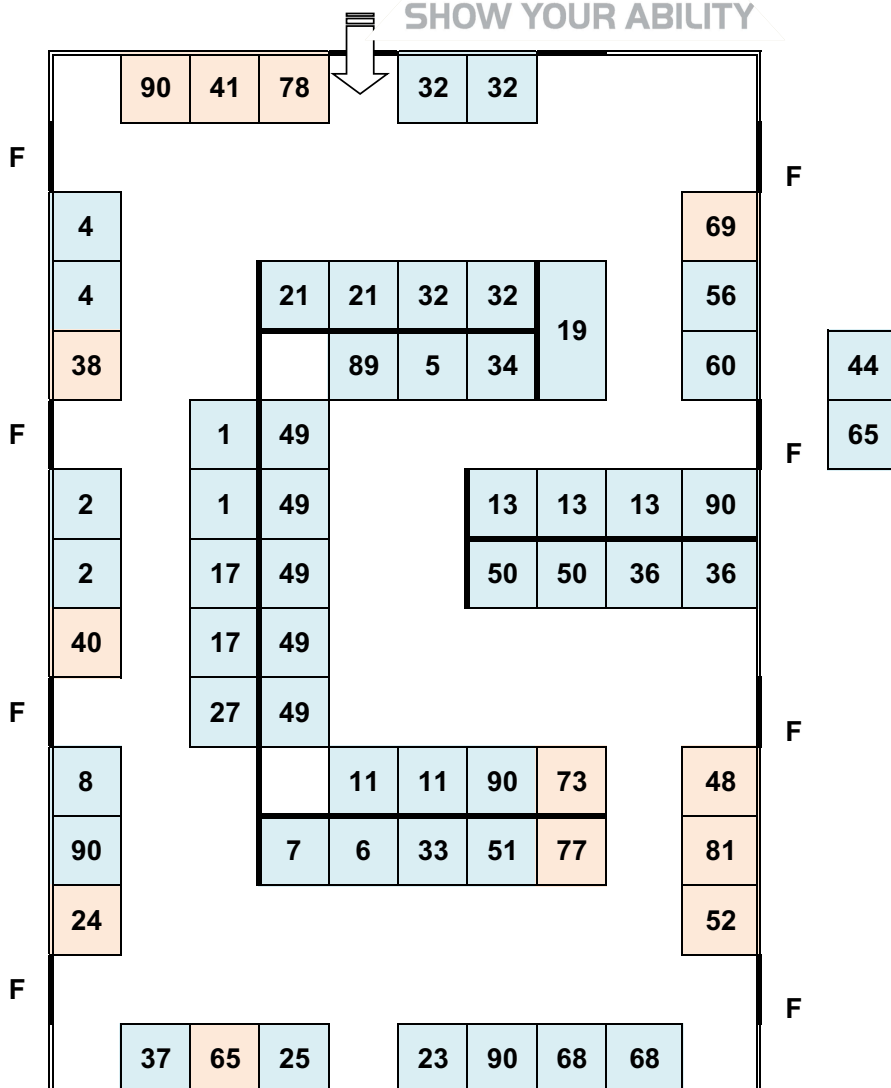 SHOW YOUR ABILITY
90 41 78 32 32
F
F
4 69
4 21 21 32 32 19 56
38 89 5 34 60 44
F 1 49 65
F
2 1 49 13 13 13 90
2 17 49 50 50 36 36
40 17 49
F 27 49
F
8 11 11 90 73 48
90 7 6 33 51 77 81
24 52
F
F
37 65 25 23 90 68 68